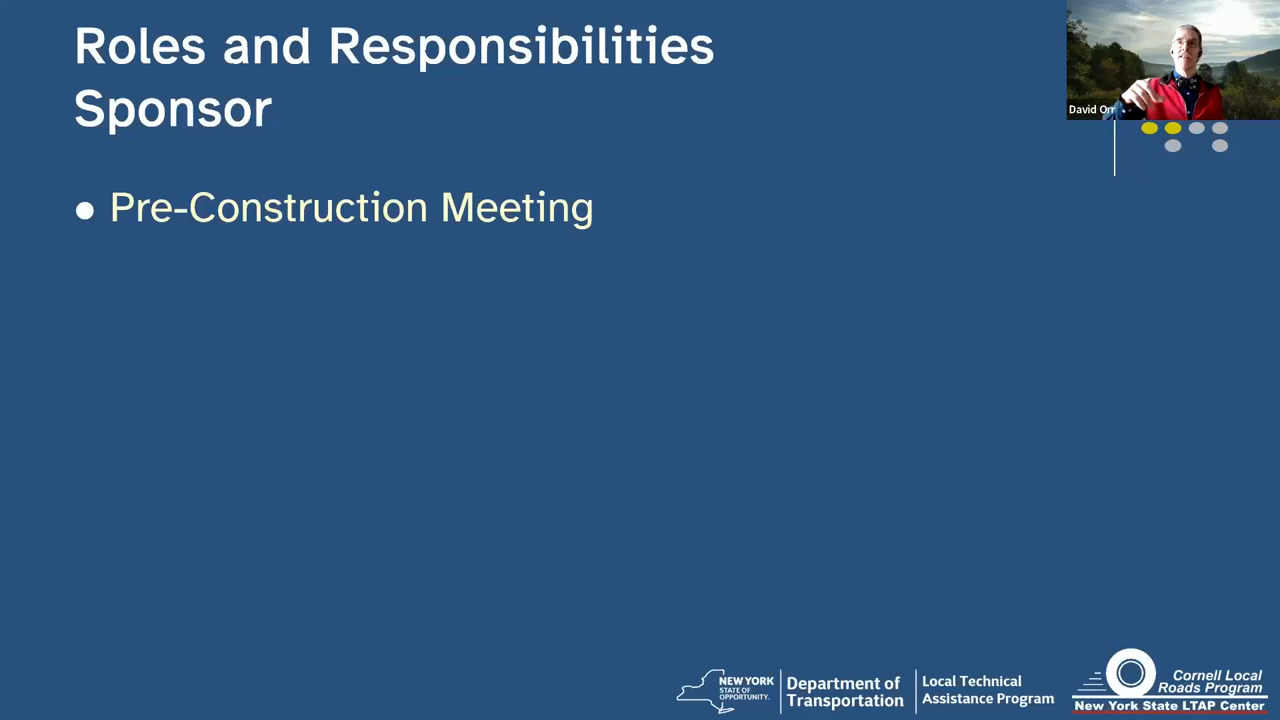 Roles and Responsibilities
Sponsor
David Orr
● Pre-Construction Meeting
NEW YORK
STATE OF
OPPORTUNITY.
Department of
Transportation
Local Technical
Assistance Program
Cornell Local
Roads Program
New York State LTAP Center